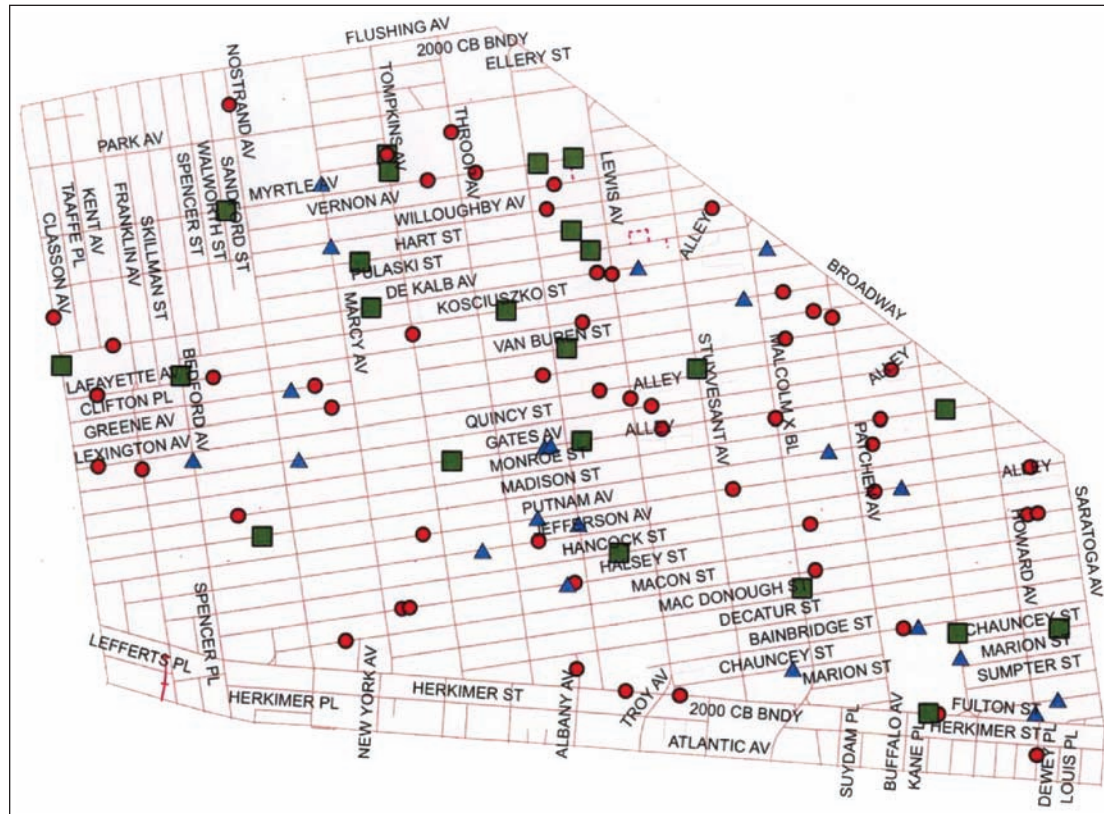 FLUSHING AV
2000 CB BNDY
ELLERY ST
NOSTRAND AV
TOMPKINS AV
THROOP AV
PARK AV
LEWIS AV
SANDFORD ST
WALWORTH ST
SPENCER ST
MYRTLE AV
VERNON AV
WILLOUGHBY AV
HART ST
PULASKI ST
DE KALB AV
KOSCIUSZKO ST
ALLEY
BROADWAY
CLASSON AV
TAAFFE PL
KENT AV
FRANKLIN AV
SKILLMAN ST
MARCY AV
VAN BUREN ST
STUYVESANT AV
MALCOLM X BL
ALLEY
LAFAYETTE AV
CLIFTON PL
GREENE AV
LEXINGTON AV
BEDFORD AV
ALLEY
ALLEY
QUINCY ST
GATES AV
MONROE ST
MADISON ST
PUTNAM AV
JEFFERSON AV
HANCOCK ST
HALSEY ST
MACON ST
MAC DONOUGH ST
DECATUR ST
BAINBRIDGE ST
CHAUNCEY ST
MARION ST
PATCHEN AV
ALLEY
HOWARD AV
SARATOGA AV
CHAUNCEY ST
MARION ST
SUMPTER ST
FULTON ST
HERKIMER ST
SPENCER PL
LEFFERTS PL
HERKIMER PL
NEW YORK AV
HERKIMER ST
ALBANY AV
TROY AV
2000 CB BNDY
ATLANTIC AV
SUYDAM PL
BUFFALO AV
KANE PL
DEWEY PL
LOUIS PL